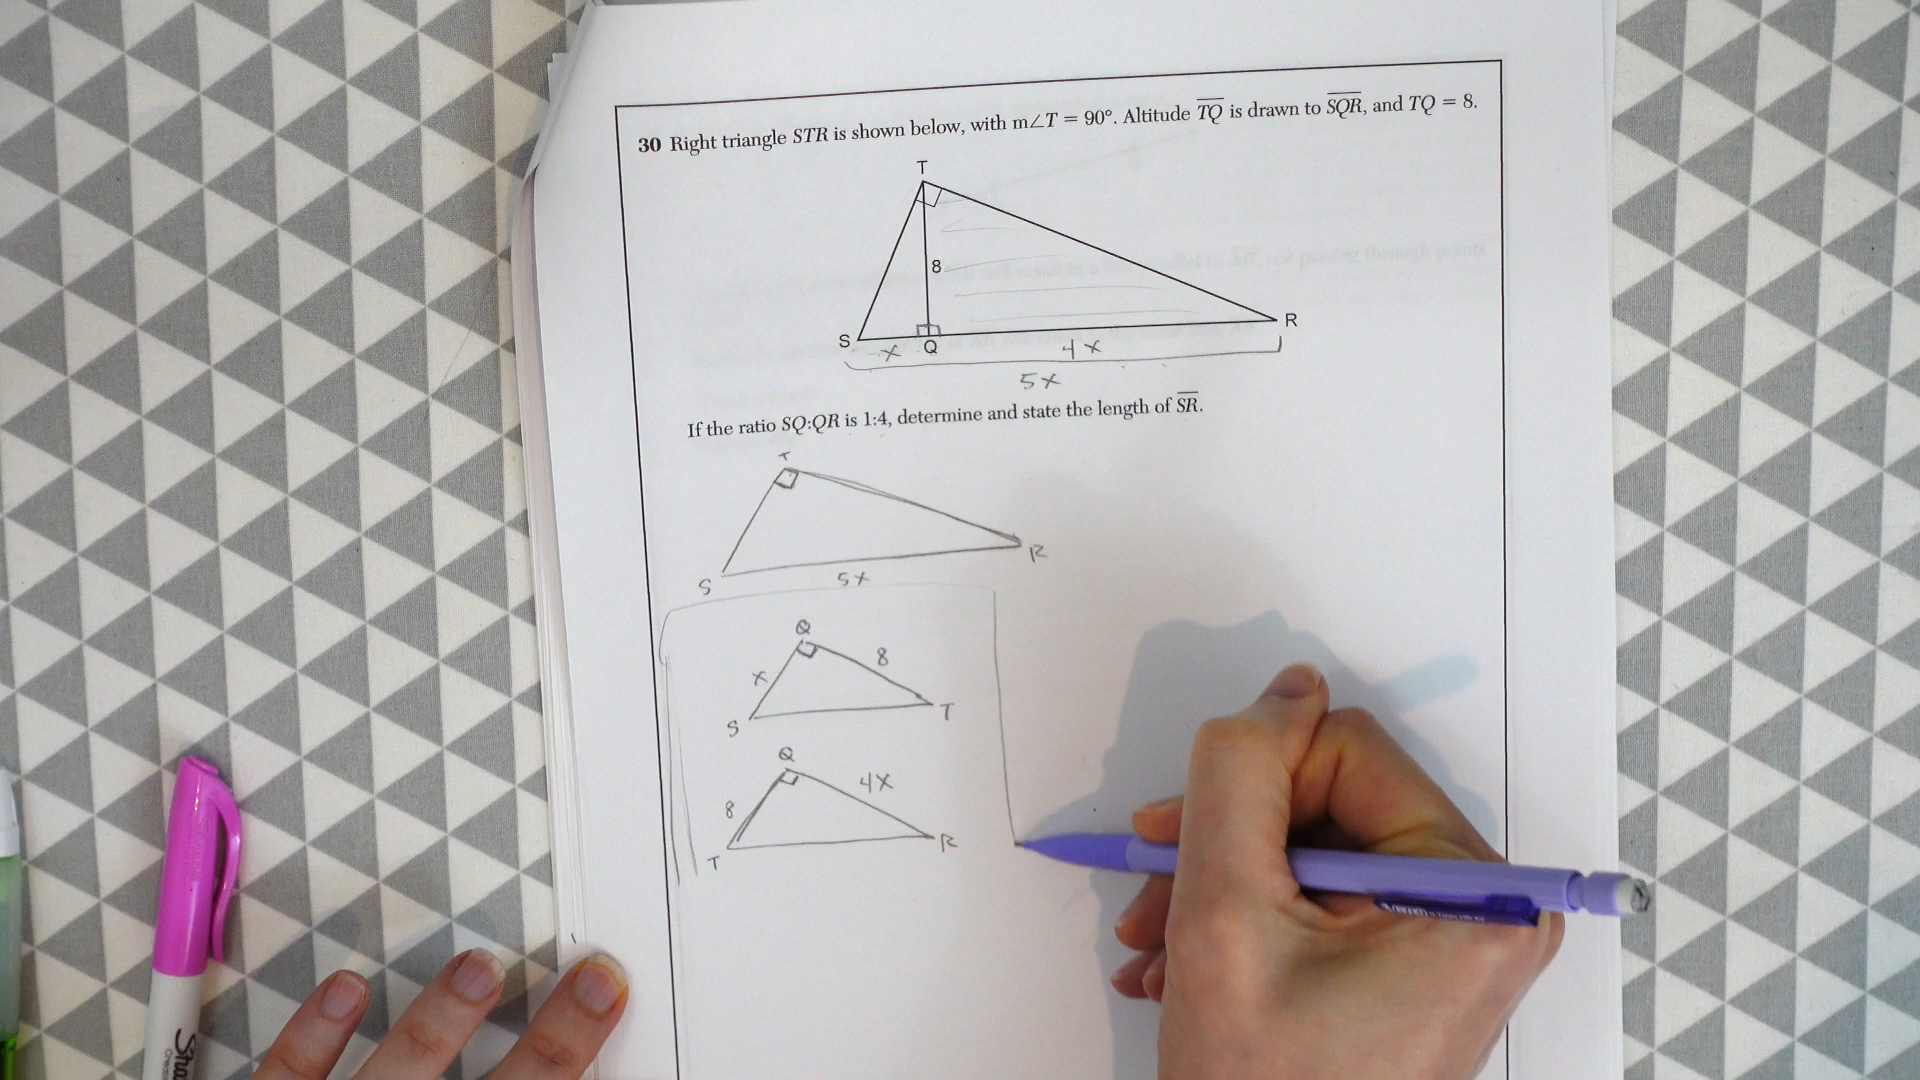 30 Right triangle STR is shown below, with m∠T = 90°. Altitude TQ is drawn to SQR, and TQ = 8.
T
8
S
Q
R
x
4x
5x
If the ratio SQ:QR is 1:4, determine and state the length of SR.
T
S
R
5x
Q
x
8
S
T
Q
8
4x
T
R